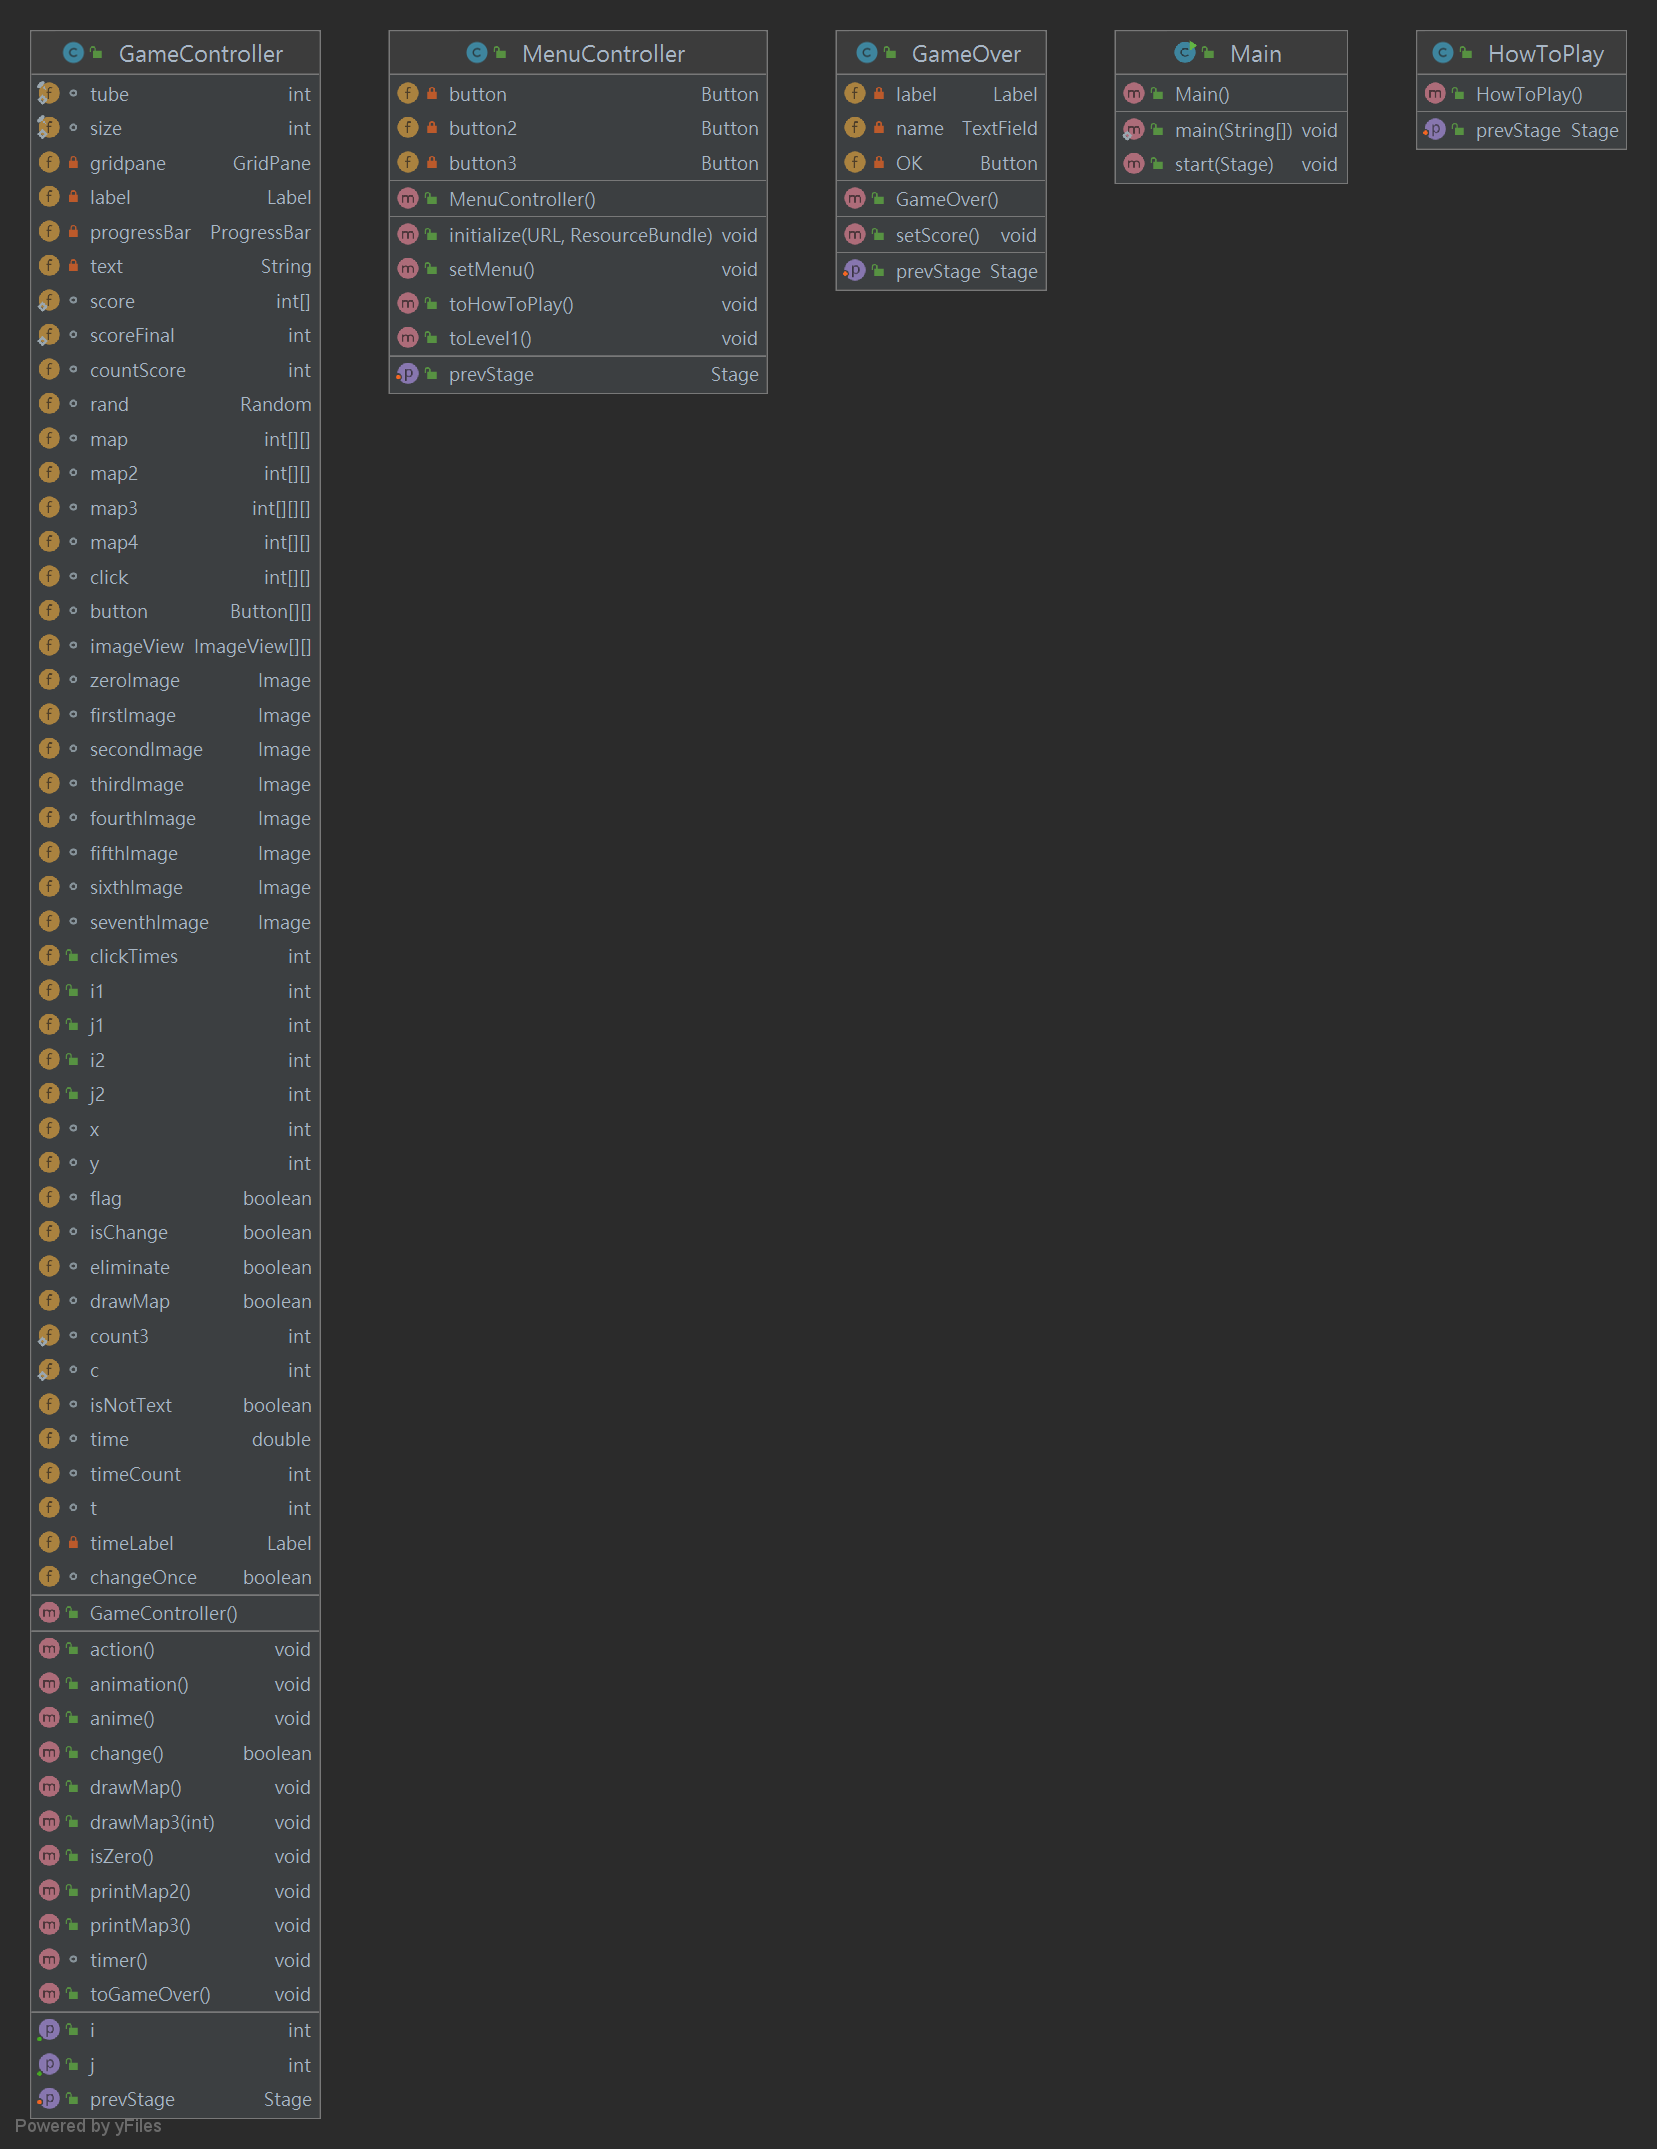 GameController
tube int
size int
gridpane GridPane
label Label
progressBar ProgressBar
text String
score int[]
scoreFinal int
countScore int
rand Random
map int[][]
map2 int[][]
map3 int[][][]
map4 int[][]
click int[][]
button Button[][]
imageView ImageView[][]
zeroImage Image
firstImage Image
secondImage Image
thirdImage Image
fourthImage Image
fifthImage Image
sixthImage Image
seventhImage Image
clickTimes int
i1 int
j1 int
i2 int
j2 int
x int
y int
flag boolean
isChange boolean
eliminate boolean
drawMap boolean
count3 int
c int
isNotText boolean
time double
timeCount int
t int
timeLabel Label
changeOnce boolean
GameController()
action() void
animation() void
anime() void
change() boolean
drawMap() void
drawMap3(int) void
isZero() void
printMap2() void
printMap3() void
timer() void
toGameOver() void
i int
j int
prevStage Stage
MenuController
button Button
button2 Button
button3 Button
MenuController()
initialize(URL, ResourceBundle) void
setMenu() void
toHowToPlay() void
toLevel1() void
prevStage Stage
GameOver
label Label
name TextField
OK Button
GameOver()
setScore() void
prevStage Stage
Main
Main()
main(String[]) void
start(Stage) void
HowToPlay
HowToPlay()
prevStage Stage
Powered by yFiles